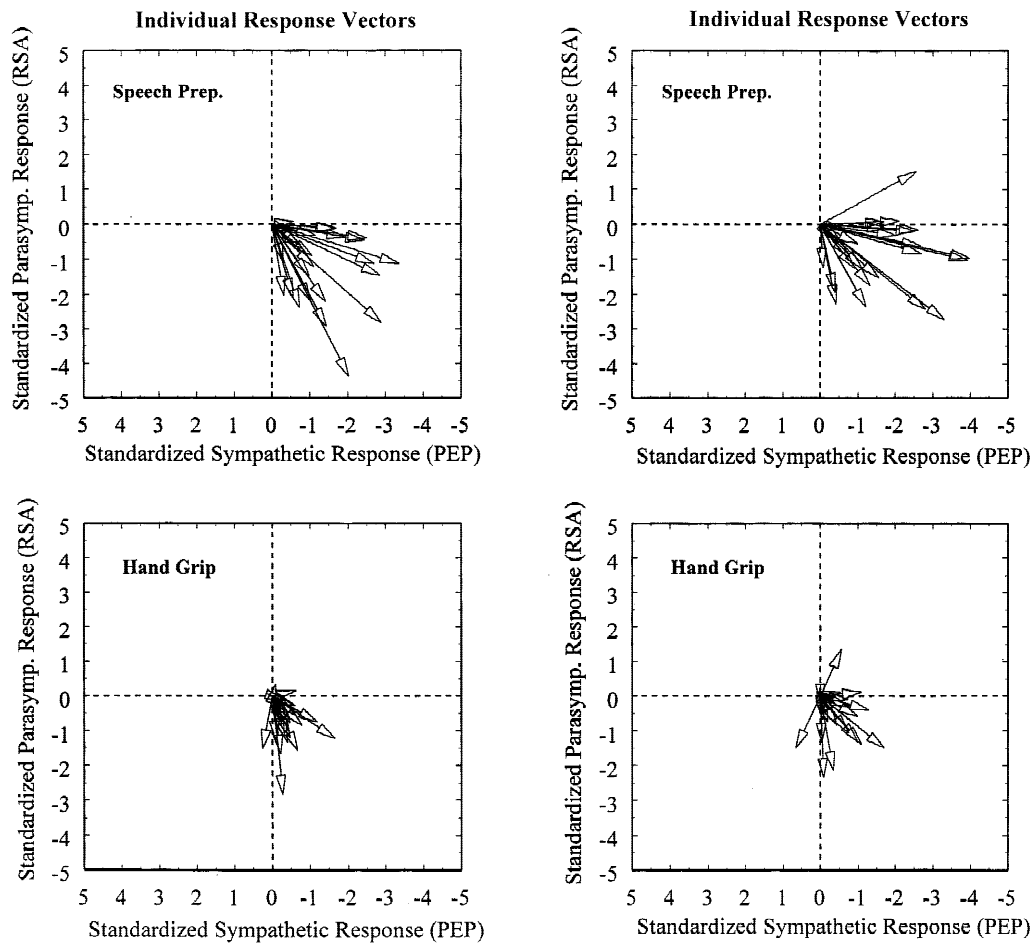 Individual Response Vectors
Standardized Parasymp. Response (RSA)
Speech Prep.
5
4
3
2
1
0
-1
-2
-3
-4
-5
5 4 3 2 1 0 -1 -2 -3 -4 -5
Standardized Sympathetic Response (PEP)
Individual Response Vectors
Standardized Parasymp. Response (RSA)
Speech Prep.
5
4
3
2
1
0
-1
-2
-3
-4
-5
5 4 3 2 1 0 -1 -2 -3 -4 -5
Standardized Sympathetic Response (PEP)
Standardized Parasymp. Response (RSA)
Hand Grip
5
4
3
2
1
0
-1
-2
-3
-4
-5
5 4 3 2 1 0 -1 -2 -3 -4 -5
Standardized Sympathetic Response (PEP)
Standardized Parasymp. Response (RSA)
Hand Grip
5
4
3
2
1
0
-1
-2
-3
-4
-5
5 4 3 2 1 0 -1 -2 -3 -4 -5
Standardized Sympathetic Response (PEP)